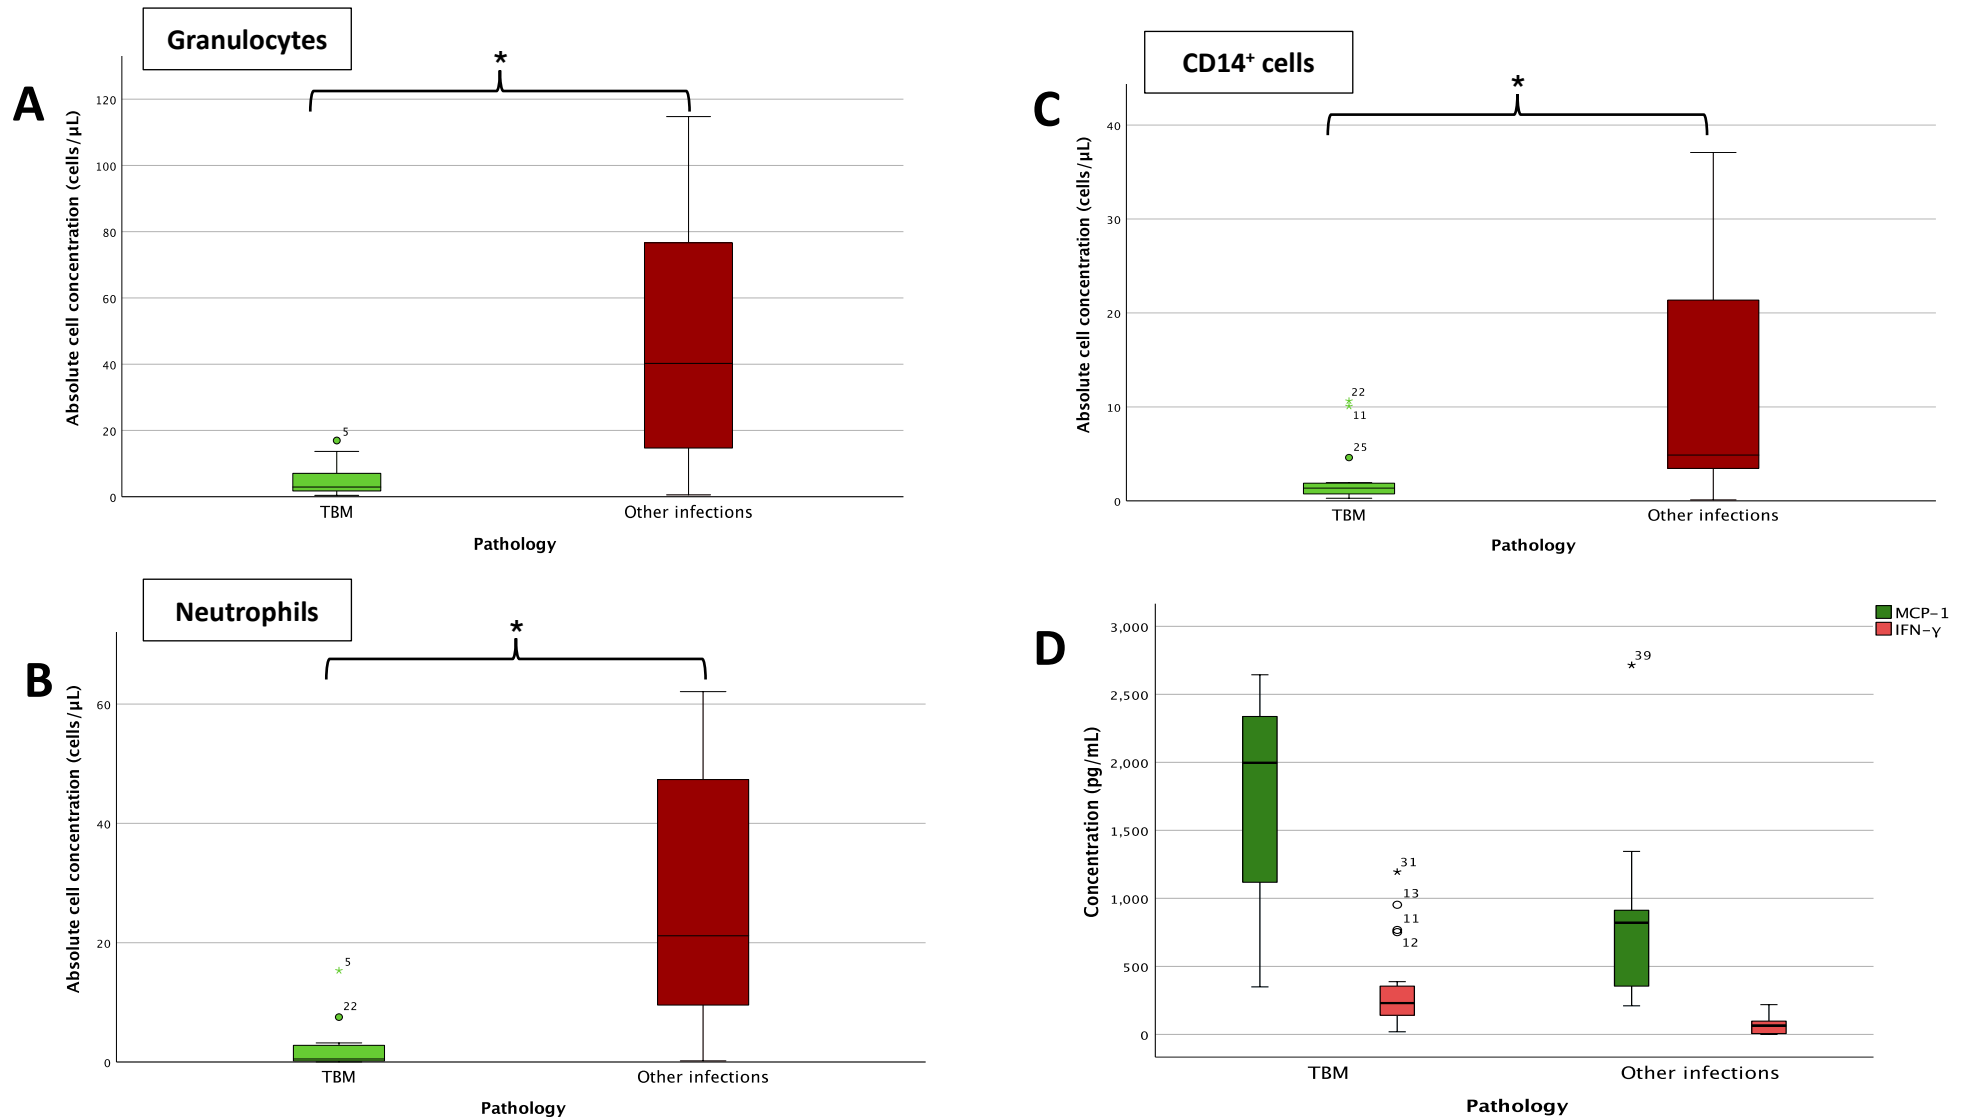 A
Granulocytes
*
Absolute cell concentration (cells/µL)
120
100
80
60
40
20
0
5
TBM
Other infections
Pathology
B
Neutrophils
*
Absolute cell concentration (cells/µL)
60
40
20
0
5
22
TBM
Other infections
Pathology
C
CD14+ cells
*
Absolute cell concentration (cells/µL)
40
30
20
10
0
22
11
25
TBM
Other infections
Pathology
D
MCP-1
IFN-γ
Concentration (pg/mL)
3,000
2,500
2,000
1,500
1,000
500
0
31
13
11
12
39
TBM
Other infections
Pathology